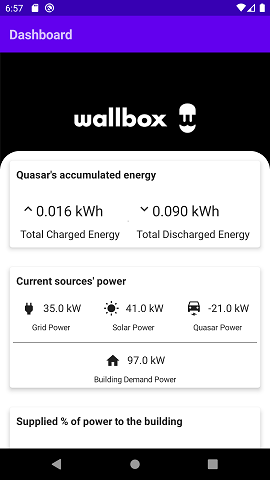 6:57
Dashboard
wallbox
Quasar's accumulated energy
0.016 kWh
0.090 kWh
Total Charged Energy
Total Discharged Energy
Current sources' power
35.0 kW
41.0 kW
-21.0 kW
Grid Power
Solar Power
Quasar Power
97.0 kW
Building Demand Power
Supplied % of power to the building